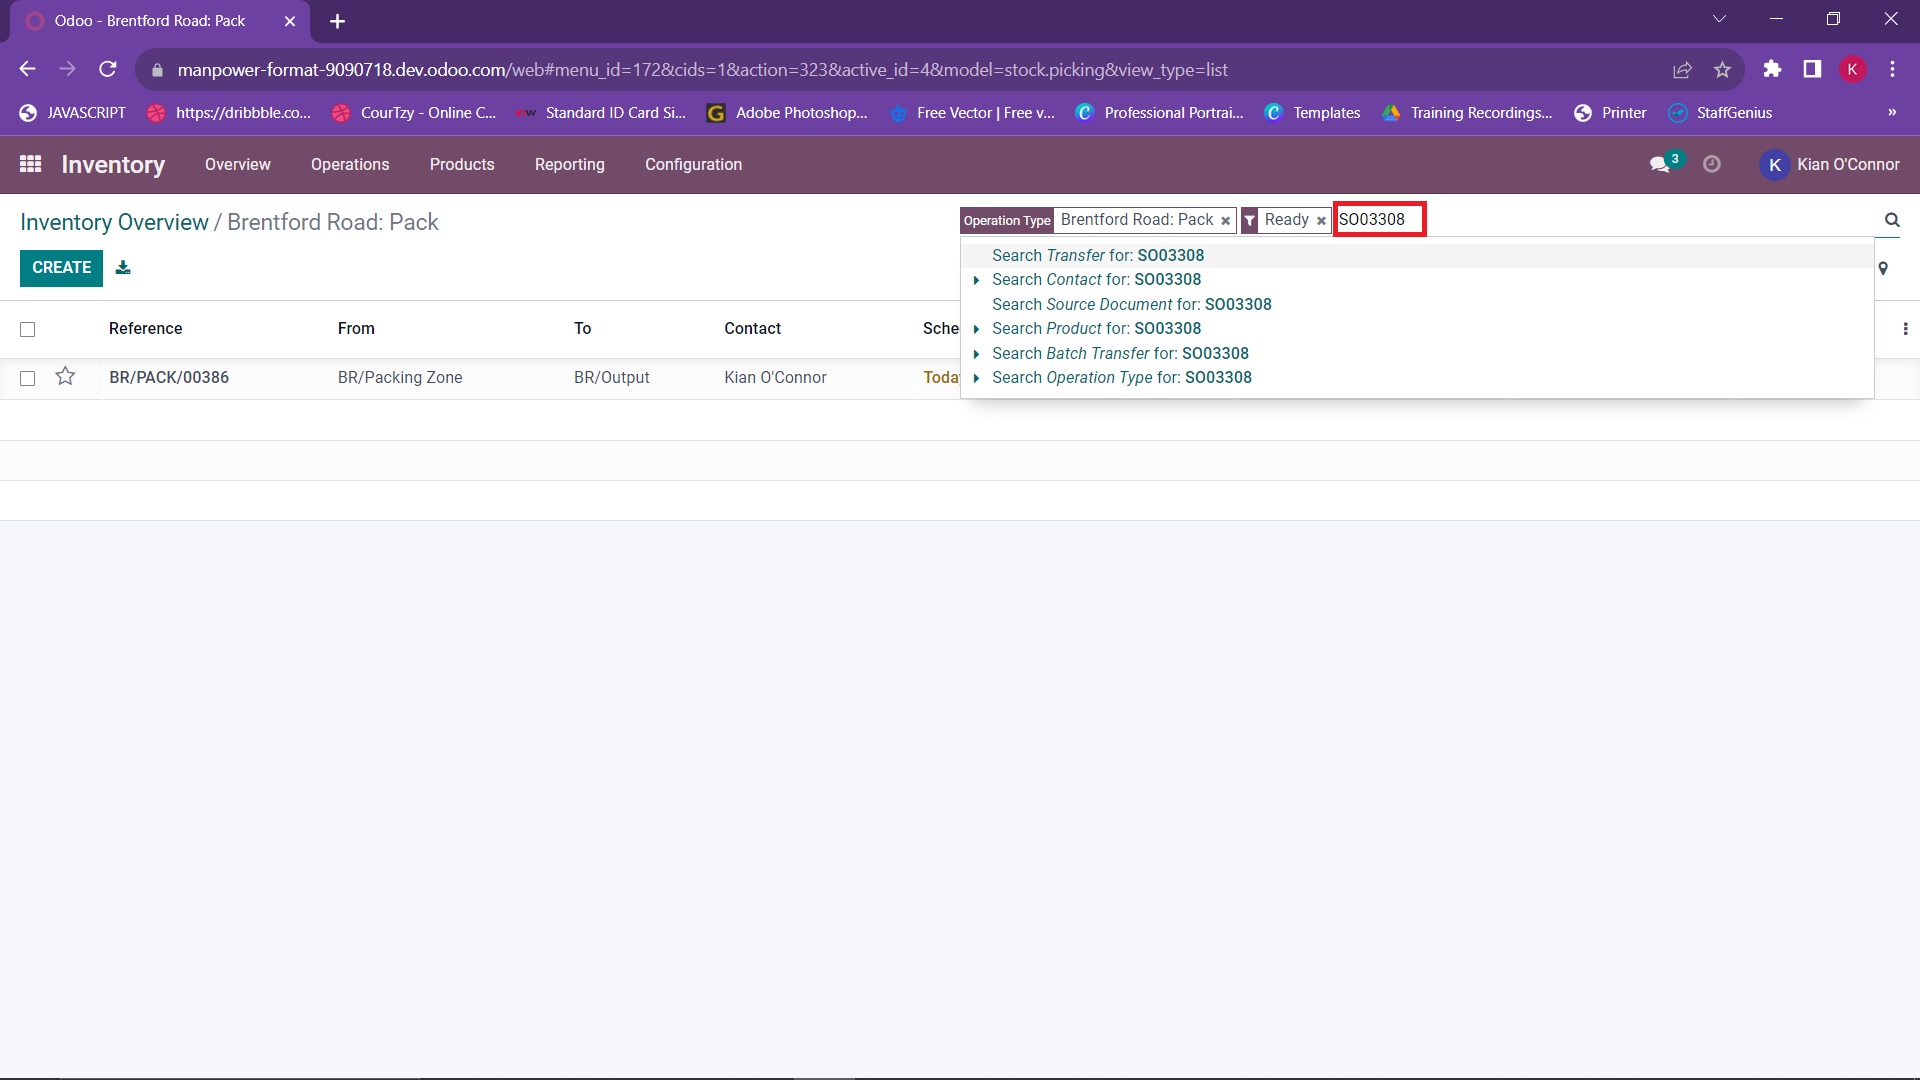 Odoo - Brentford Road: Pack
manpower-format-9090718.dev.odoo.com/web#menu_id=172&cids=1&action=323&active_id=4&model=stock.picking&view_type=list
K
JAVASCRIPT
https://dribbble.co...
CourTzy - Online C...
Standard ID Card Si...
Adobe Photoshop...
Free Vector | Free v...
Professional Portrai...
Templates
Training Recordings...
Printer
StaffGenius
»
Inventory
Overview
Operations
Products
Reporting
Configuration
3
K
Kian O'Connor
Inventory Overview / Brentford Road: Pack
Operation Type
Brentford Road: Pack
Ready
SO03308
CREATE
Search Transfer for: SO03308
Search Contact for: SO03308
Search Source Document for: SO03308
Search Product for: SO03308
Search Batch Transfer for: SO03308
Search Operation Type for: SO03308
Reference
From
To
Contact
Sche
BR/PACK/00386
BR/Packing Zone
BR/Output
Kian O'Connor
Toda